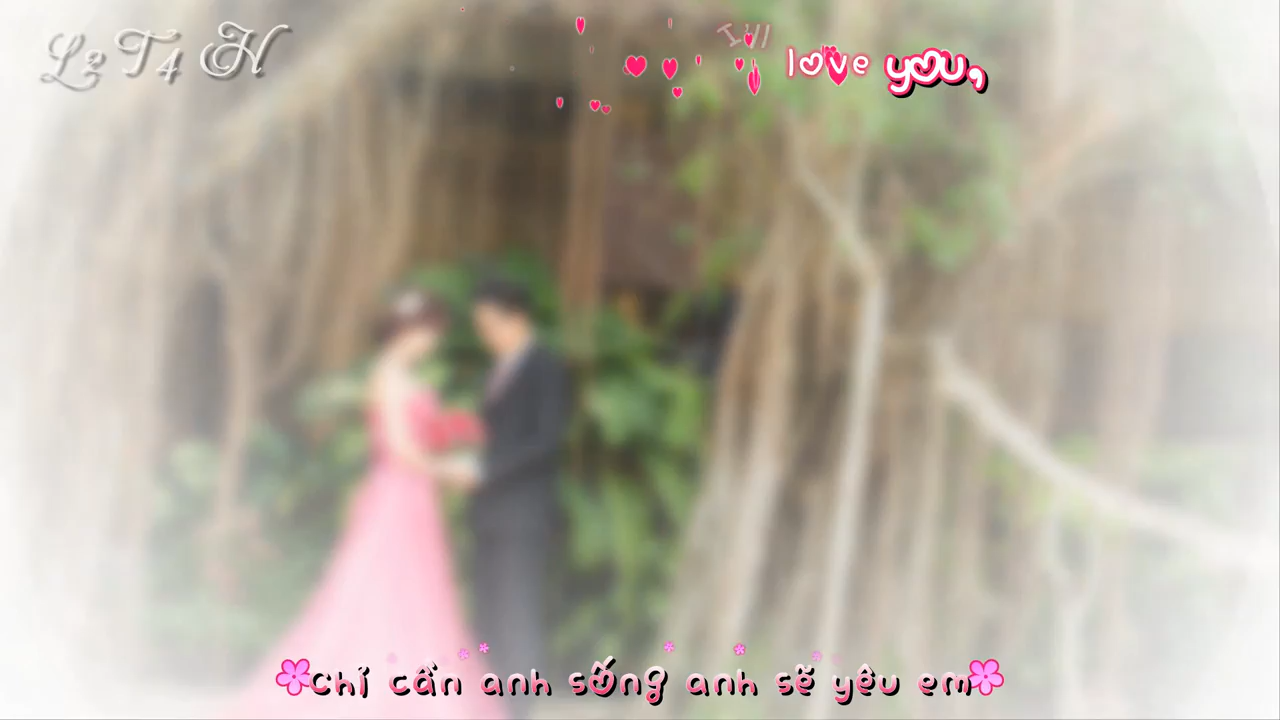 L2T4H
I'll love you,
Chỉ cần anh sống anh sẽ yêu em